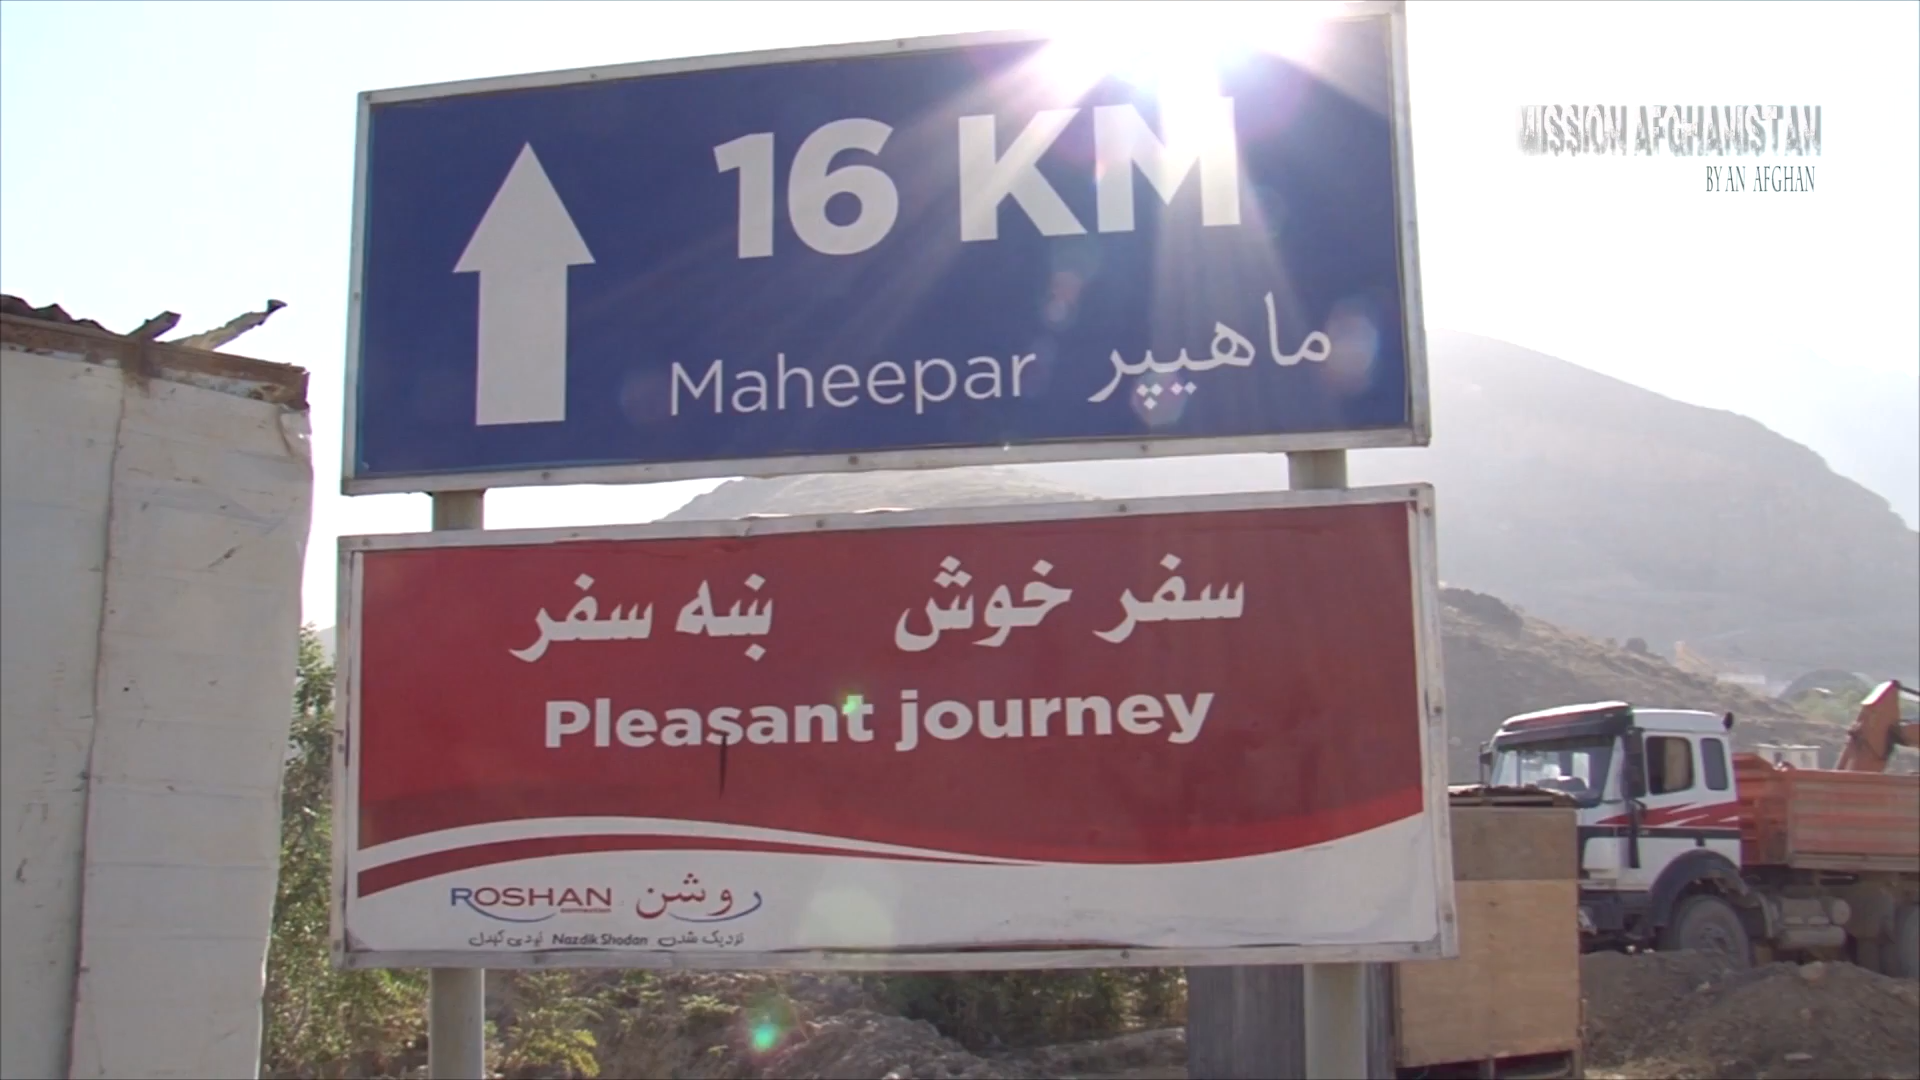 16 KM
Maheepar ماهیپر
سفر خوش ښه سفر
Pleasant journey
ROSHAN روشن
connection
نږدې کېدل Nazdik Shodan نزدیک شدن
MISSION AFGHANISTAN
BY AN AFGHAN